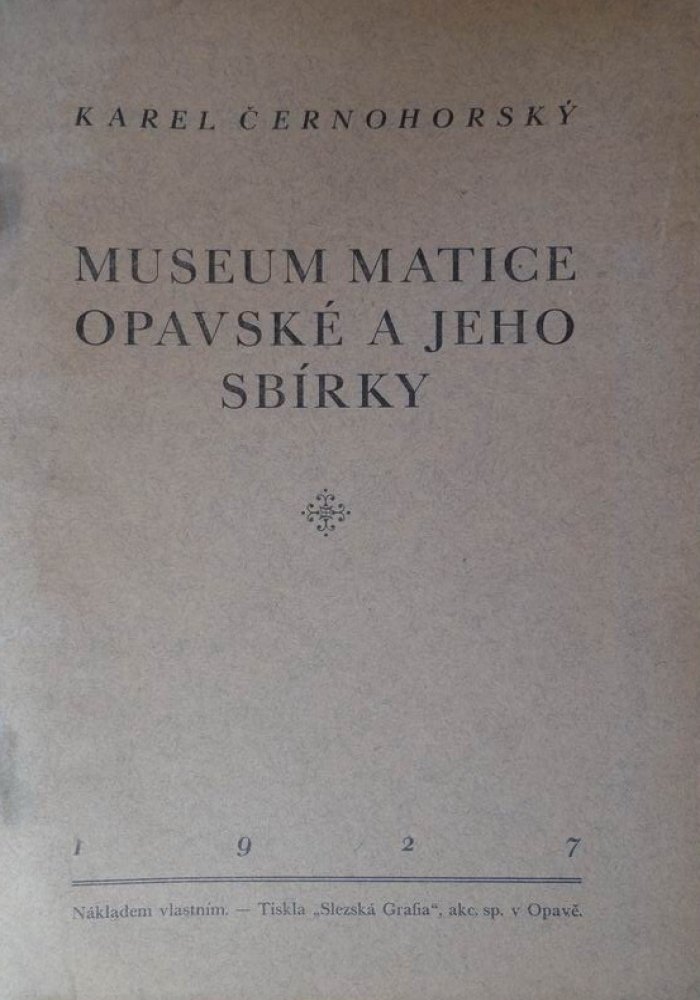 KAREL ČERNOHORSKÝ
MUSEUM MATICE
OPAVSKÉ A JEHO
SBÍRKY
1 9 2 7
Nákladem vlastním. — Tiskla „Slezská Grafia“, akc. sp. v Opavě.